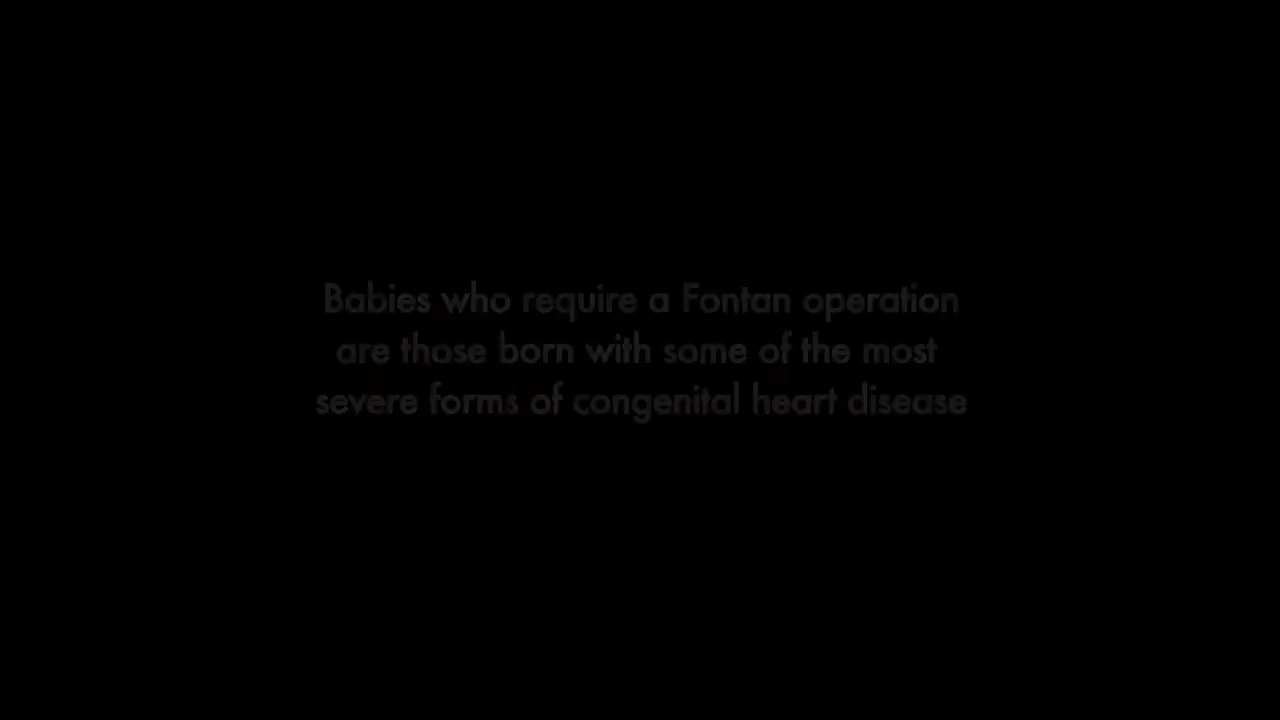 Babies who require a Fontan operation
are those born with some of the most
severe forms of congenital heart disease